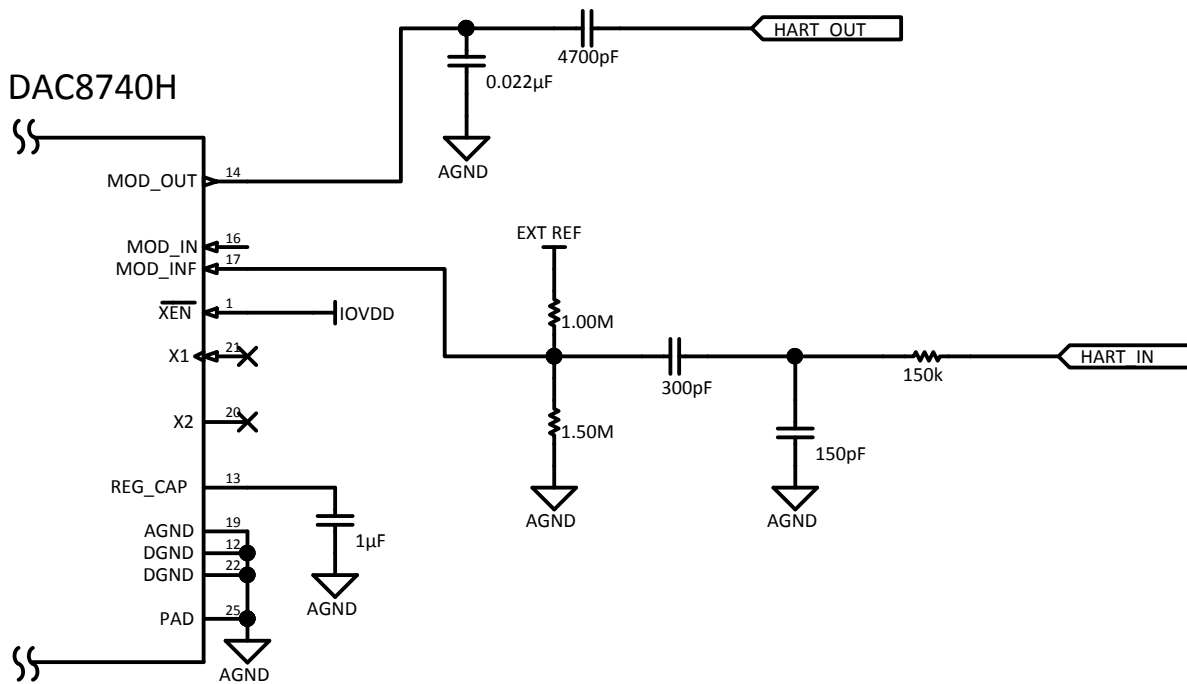 HART_OUT
4700pF
0.022µF
DAC8740H
AGND
14
MOD_OUT
EXT REF
16
MOD_IN
17
MOD_INF
1
XEN
IOVDD
1.00M
21
X1
HART_IN
300pF
150k
20
X2
1.50M
150pF
13
REG_CAP
AGND
AGND
19
AGND
12
DGND
1µF
22
DGND
AGND
25
PAD
AGND